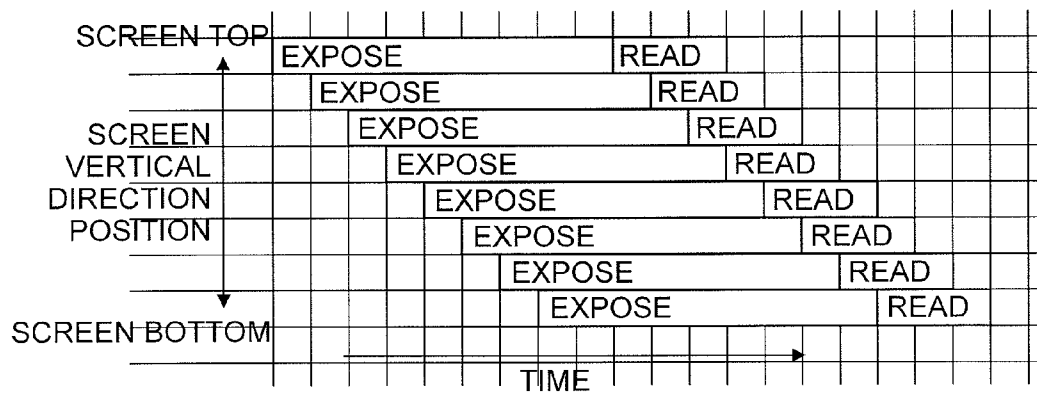 SCREEN TOP
EXPOSE READ
EXPOSE READ
EXPOSE READ
EXPOSE READ
EXPOSE READ
EXPOSE READ
EXPOSE READ
EXPOSE READ
SCREEN
VERTICAL
DIRECTION
POSITION
SCREEN BOTTOM
TIME